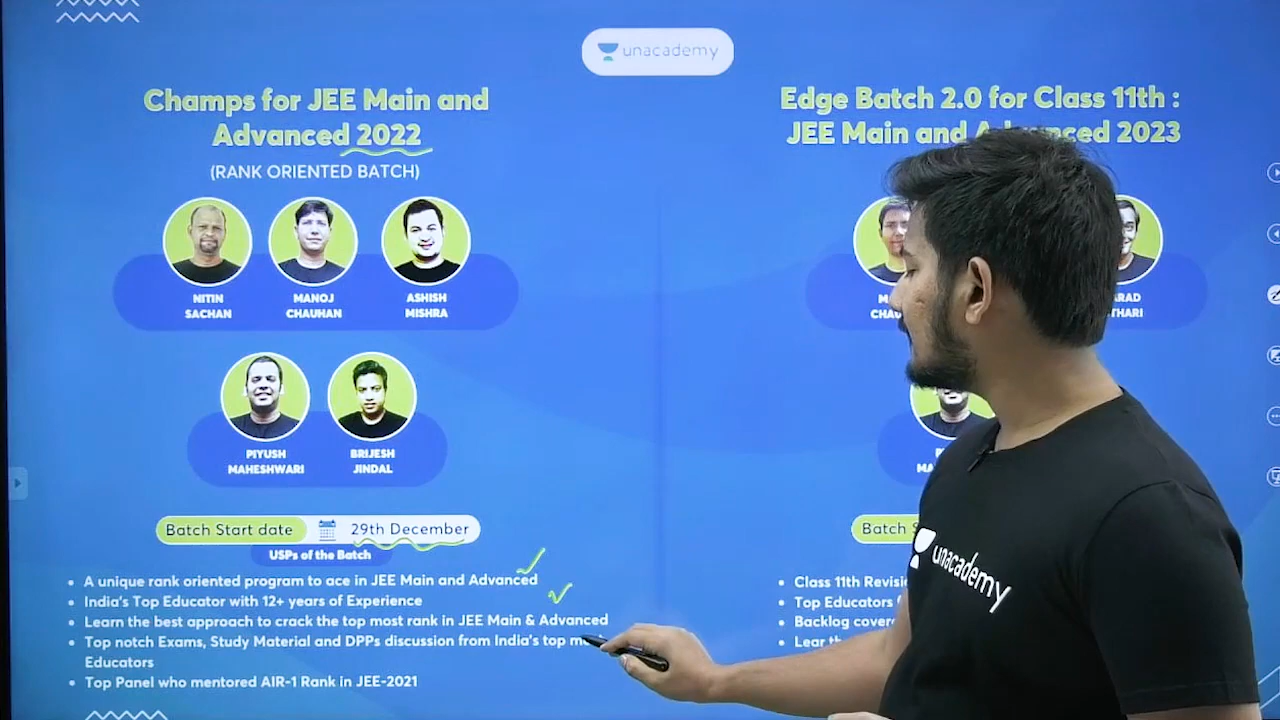 unacademy
Champs for JEE Main and
Advanced 2022
(RANK ORIENTED BATCH)
NITIN
SACHAN
MANOJ
CHAUHAN
ASHISH
MISHRA
PIYUSH
MAHESHWARI
BRIJESH
JINDAL
Batch Start date
29th December
USPs of the Batch
• A unique rank oriented program to ace in JEE Main and Advanced
• India's Top Educator with 12+ years of Experience
• Learn the best approach to crack the top most rank in JEE Main & Advanced
• Top notch Exams, Study Material and DPPs discussion from India's top
Educators
• Top Panel who mentored AIR-1 Rank in JEE-2021
Edge Batch 2.0 for Class 11th :
JEE Main and Advanced 2023
Batch
• Class 11th
• Top Educators
• Backlog
unacademy